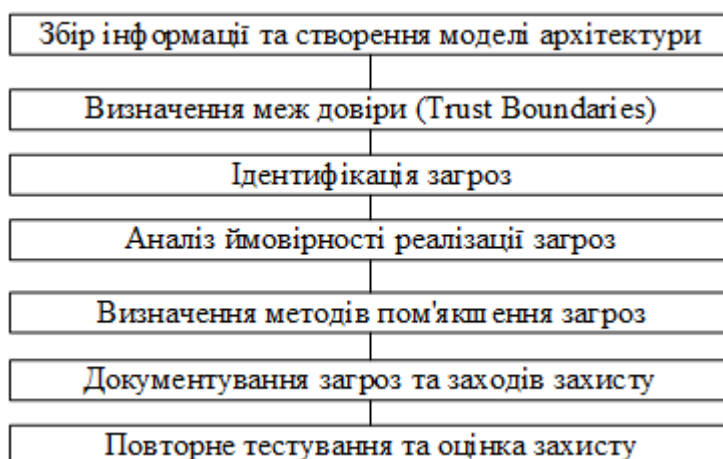 Збір інформації та створення моделі архітектури
Визначення меж довіри (Trust Boundaries)
Ідентифікація загроз
Аналіз ймовірності реалізації загроз
Визначення методів пом'якшення загроз
Документування загроз та заходів захисту
Повторне тестування та оцінка захисту